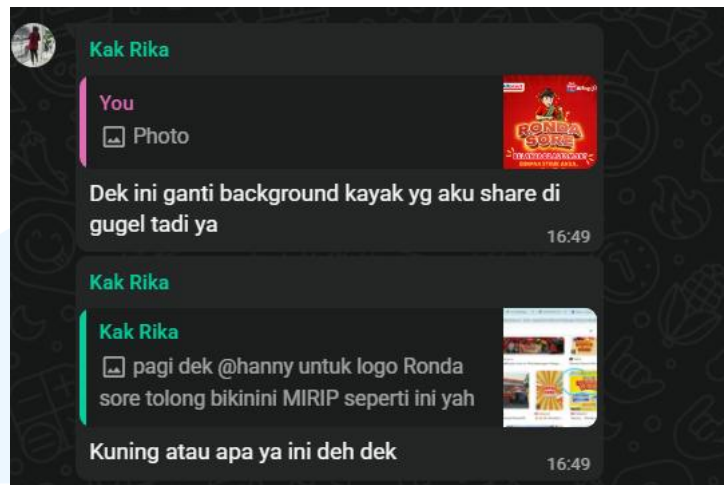 Kak Rika
You
Photo
RONDA
SORE
Dek ini ganti background kayak yg aku share di
gugel tadi ya
16:49
Kak Rika
Kak Rika
pagi dek @hanny untuk logo Ronda
sore tolong bikinini MIRIP seperti ini yah
Kuning atau apa ya ini deh dek
16:49